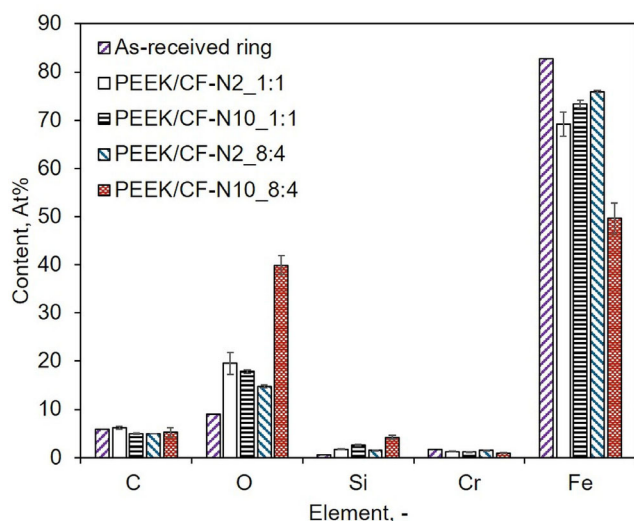 90
80
70
60
50
40
30
20
10
0
Content, At%
As-received ring
PEEK/CF-N2_1:1
PEEK/CF-N10_1:1
PEEK/CF-N2_8:4
PEEK/CF-N10_8:4
C O Si Cr Fe
Element, -